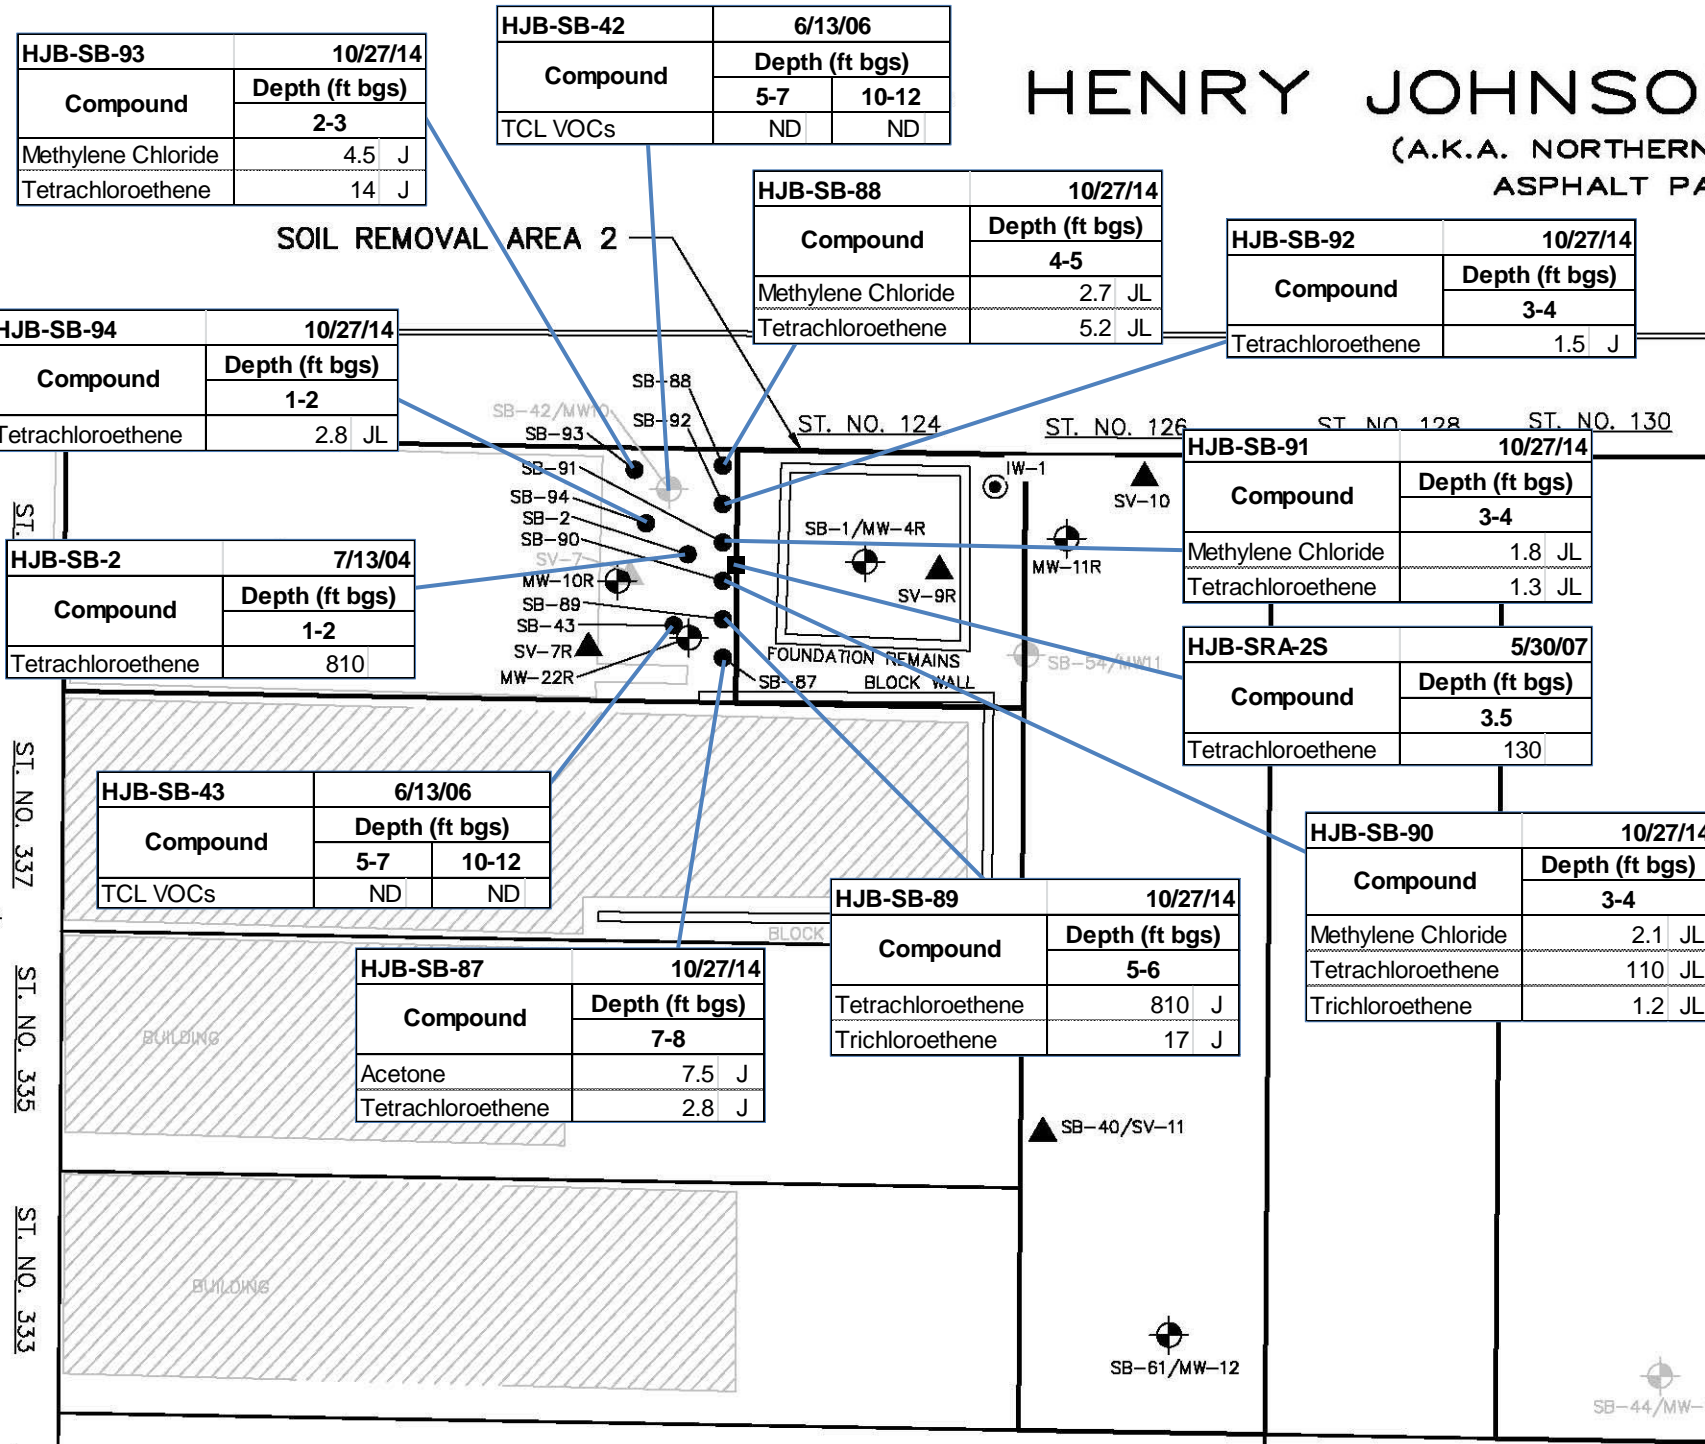 HJB-SB-42 6/13/06
Compound Depth (ft bgs)
5-7 10-12
TCL VOCs ND ND
HJB-SB-93 10/27/14
Compound Depth (ft bgs)
2-3
Methylene Chloride 4.5 J
Tetrachloroethene 14 J
HENRY JOHNSO
(A.K.A. NORTHERN
ASPHALT PA
SOIL REMOVAL AREA 2
HJB-SB-88 10/27/14
Compound Depth (ft bgs)
4-5
Methylene Chloride 2.7 JL
Tetrachloroethene 5.2 JL
HJB-SB-92 10/27/14
Compound Depth (ft bgs)
3-4
Tetrachloroethene 1.5 J
HJB-SB-94 10/27/14
Compound Depth (ft bgs)
1-2
Tetrachloroethene 2.8 JL
SB-88
SB-42/MW10
SB-92
SB-93
ST. NO. 124
ST. NO. 126
ST. NO. 128
ST. NO. 130
SB-91
SB-94
SB-2
SB-90
SV-7
MW-10R
SB-89
SB-43
SV-7R
MW-22R
SB-87
IW-1
SV-10
SB-1/MW-4R
MW-11R
SV-9R
FOUNDATION REMAINS
BLOCK WALL
SB-54/MW11
HJB-SB-91 10/27/14
Compound Depth (ft bgs)
3-4
Methylene Chloride 1.8 JL
Tetrachloroethene 1.3 JL
ST.
HJB-SB-2 7/13/04
Compound Depth (ft bgs)
1-2
Tetrachloroethene 810
HJB-SRA-2S 5/30/07
Compound Depth (ft bgs)
3.5
Tetrachloroethene 130
ST. NO. 337
HJB-SB-43 6/13/06
Compound Depth (ft bgs)
5-7 10-12
TCL VOCs ND ND
HJB-SB-90 10/27/14
Compound Depth (ft bgs)
3-4
Methylene Chloride 2.1 JL
Tetrachloroethene 110 JL
Trichloroethene 1.2 JL
HJB-SB-89 10/27/14
Compound Depth (ft bgs)
5-6
Tetrachloroethene 810 J
Trichloroethene 17 J
BLOCK
HJB-SB-87 10/27/14
Compound Depth (ft bgs)
7-8
Acetone 7.5 J
Tetrachloroethene 2.8 J
ST. NO. 335
BUILDING
SB-40/SV-11
ST. NO. 333
BUILDING
SB-61/MW-12
SB-44/MW-